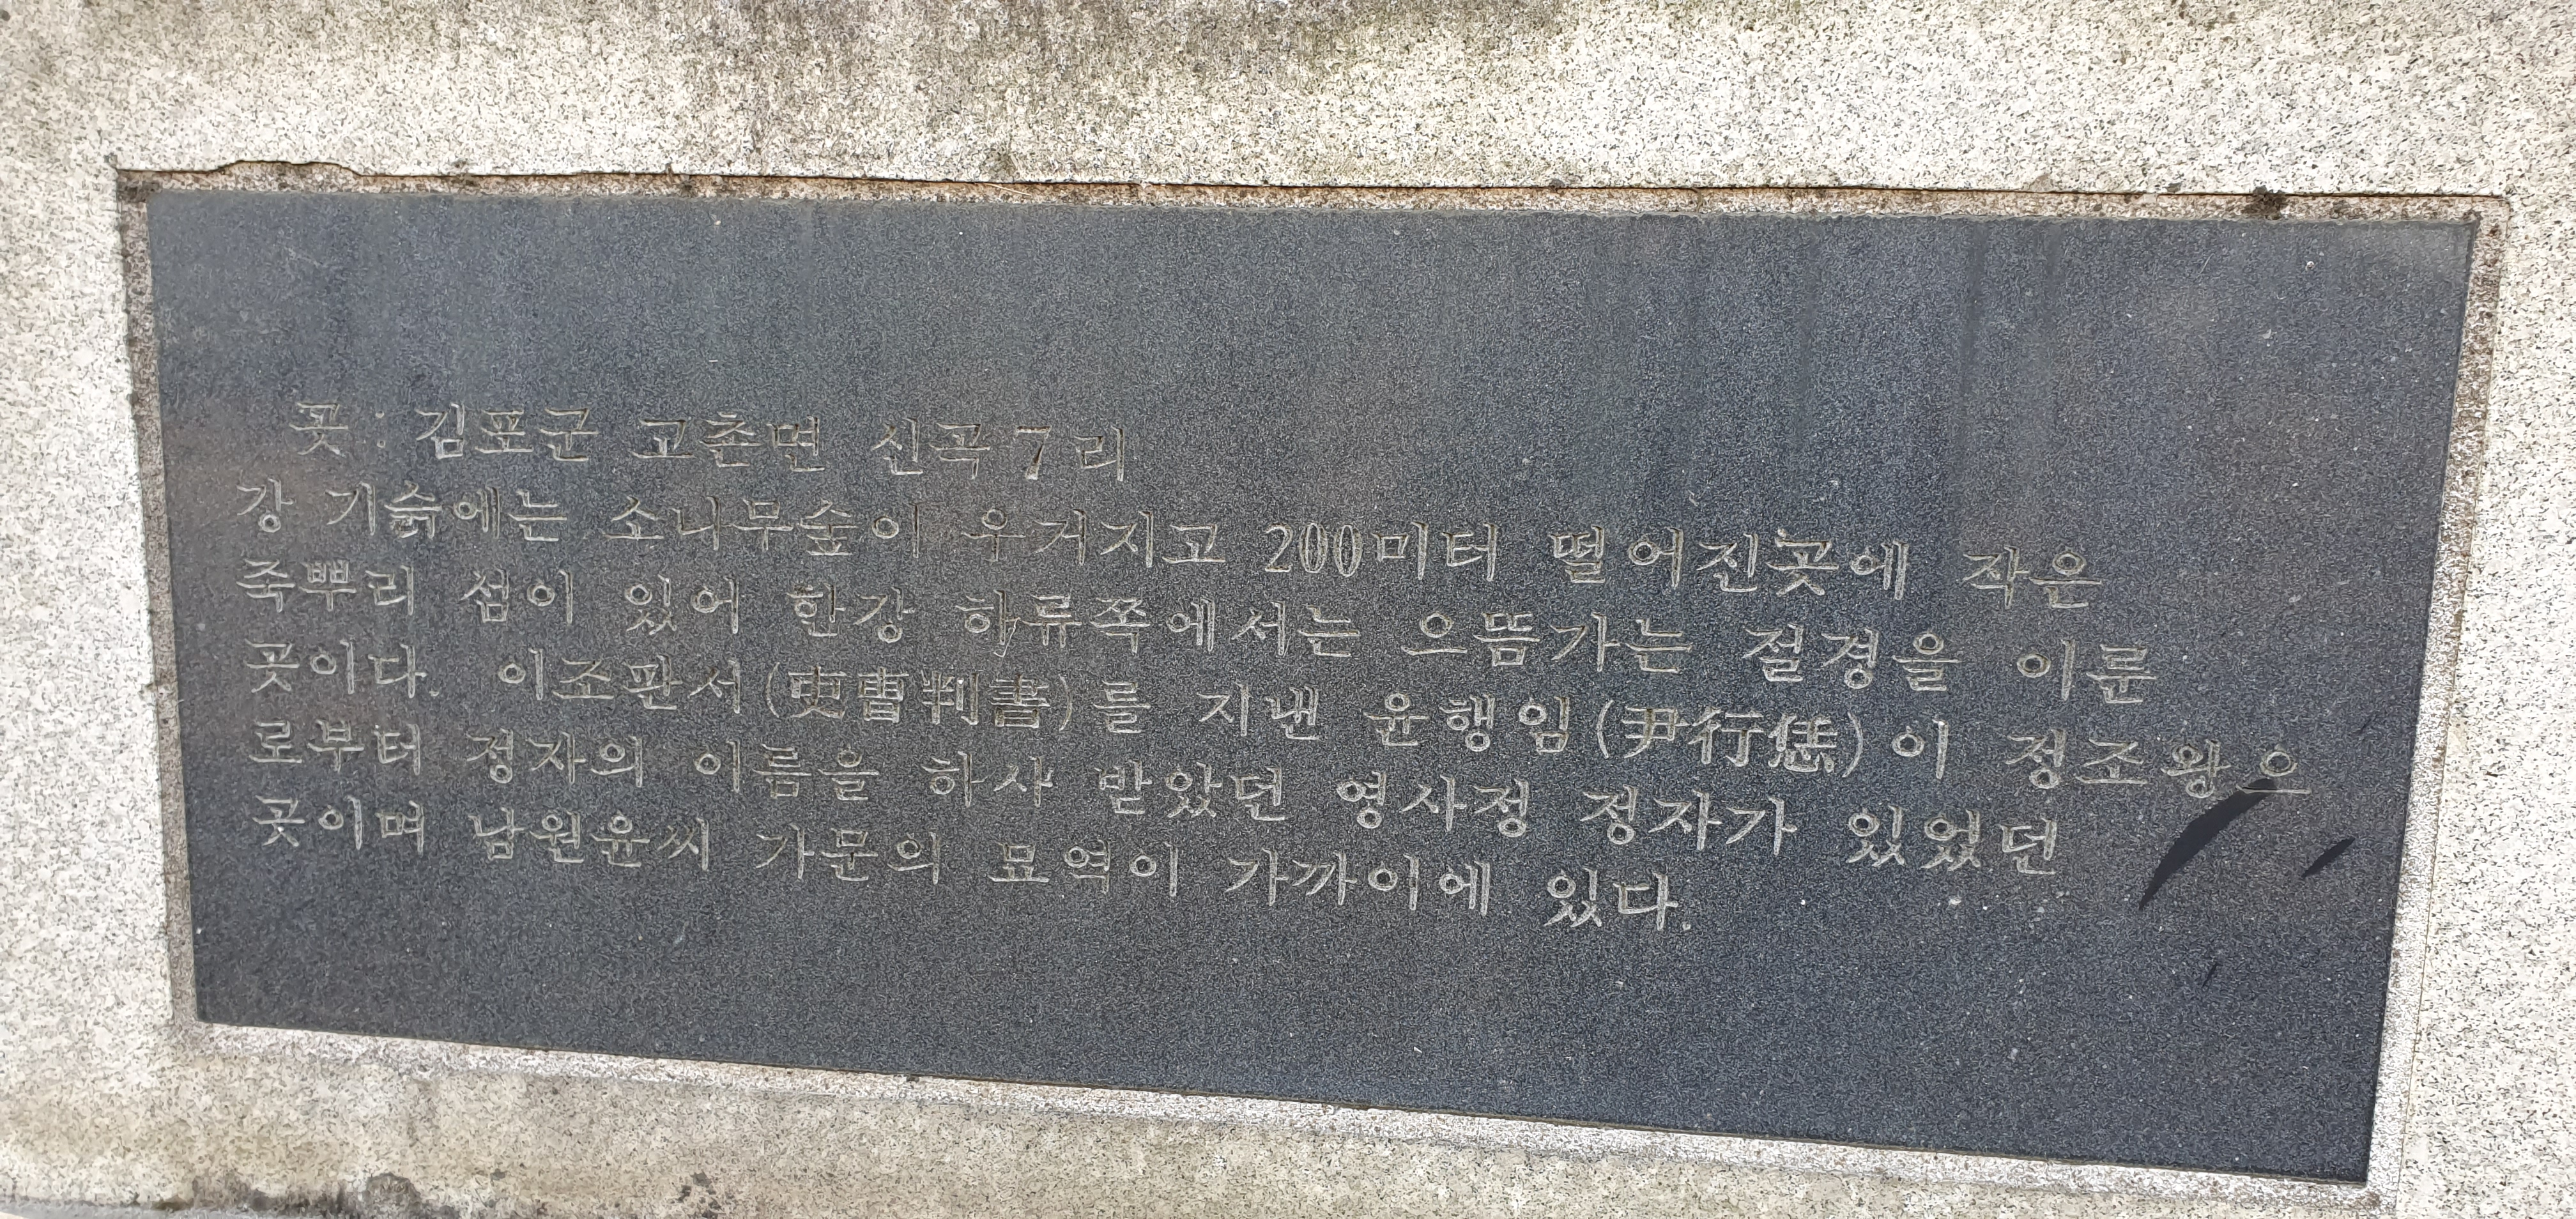 곳 : 김포군 고촌면 신곡7리
강 기슭에는 소나무숲이 우거지고 200미터 떨어진곳에 작은
죽뿌리 섬이 있어 한강 하류쪽에서는 으뜸가는 절경을 이룬
곳이다. 이조판서(吏曹判書)를 지낸 윤행임(尹行恁)이 정조왕으
로부터 정자의 이름을 하사 받았던 영사정 정자가 있었던
곳이며 남원윤씨 가문의 묘역이 가까이에 있다.